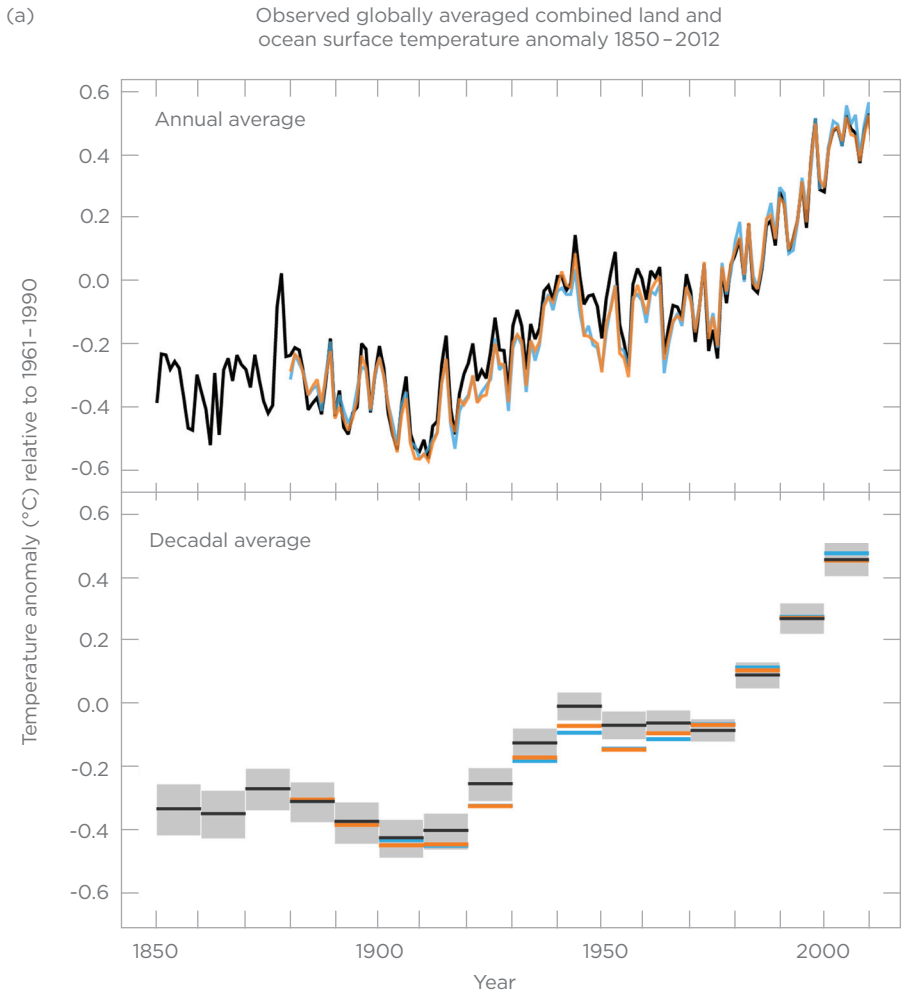 (a)
Observed globally averaged combined land and
ocean surface temperature anomaly 1850–2012
Temperature anomaly (°C) relative to 1961–1990
Annual average
0.6
0.4
0.2
0.0
-0.2
-0.4
-0.6
Decadal average
0.6
0.4
0.2
0.0
-0.2
-0.4
-0.6
1850 1900 1950 2000
Year